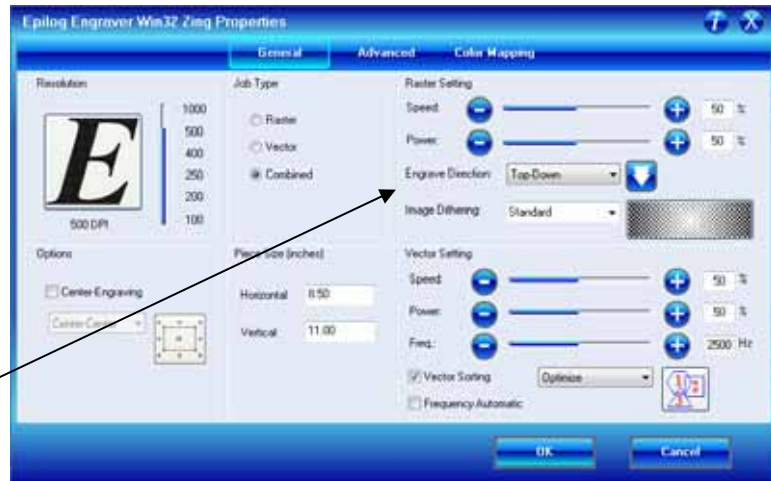 Epilog Engraver Win32 Zing Properties
General Advanced Color Mapping
Resolution
E
1000
500
400
250
200
100
500 DPI
Job Type
Raster
Vector
Combined
Raster Setting
Speed: 50 %
Power: 50 %
Engrave Direction: Top-Down
Image Dithering: Standard
Options
Center-Engraving
Center-Center
Piece Size (inches)
Horizontal 8.50
Vertical 11.00
Vector Setting
Speed: 50 %
Power: 50 %
Freq.: 2500 Hz
Vector Sorting Optimize
Frequency Automatic
OK Cancel